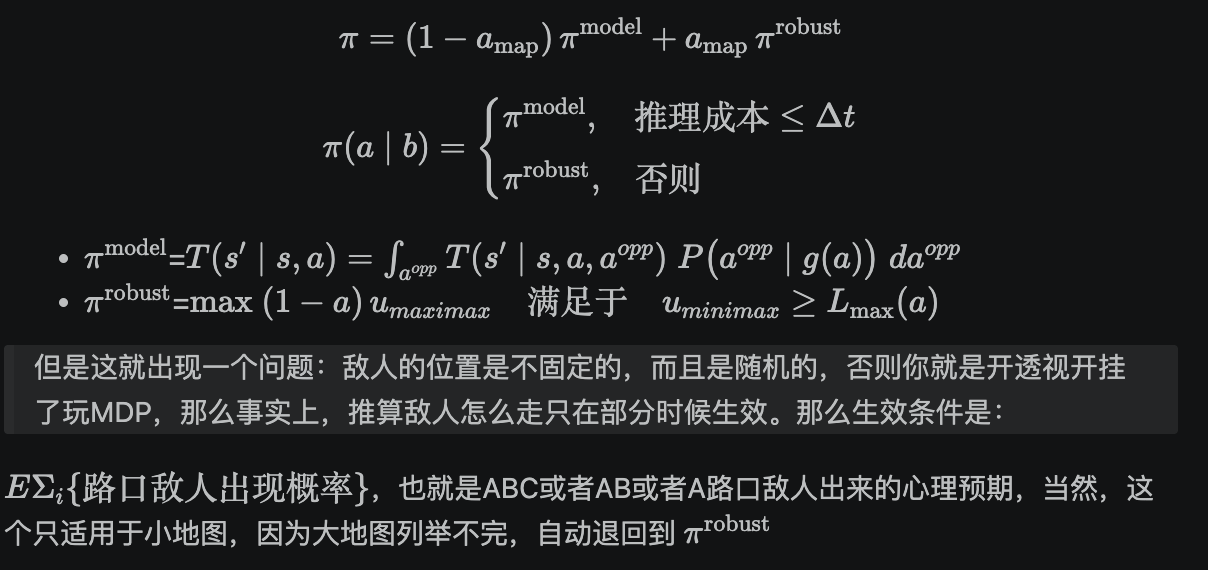 π = (1 − a_map) π^model + a_map π^robust
π(a | b) = { π^model, 推理成本 ≤ Δt
π^robust, 否则
• π^model=T(s′ | s, a) = ∫_{a^opp} T(s′ | s, a, a^opp) P(a^opp | g(a)) da^opp
• π^robust=max (1 − a) u_maximax 满足于 u_minimax ≥ L_max(a)
但是这就出现一个问题：敌人的位置是不固定的，而且是随机的，否则你就是开透视开挂
了玩MDP，那么事实上，推算敌人怎么走只在部分时候生效。那么生效条件是：
EΣ_i{路口敌人出现概率}，也就是ABC或者AB或者A路口敌人出来的心理预期，当然，这
个只适用于小地图，因为大地图列举不完，自动退回到 π^robust